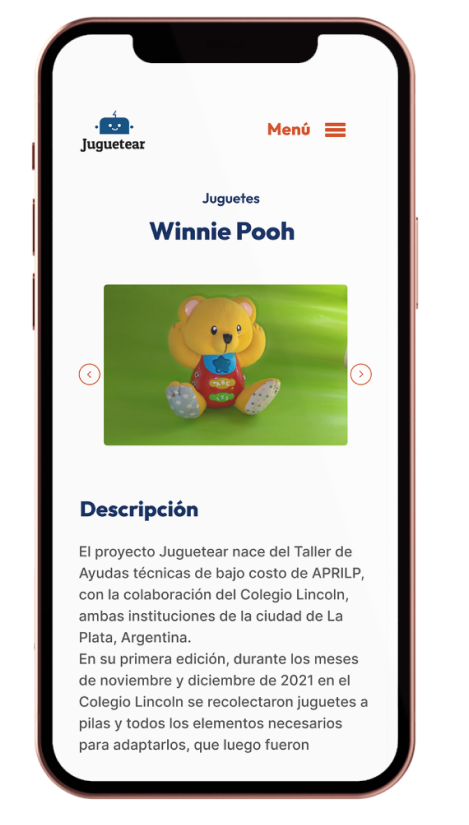 Juguetear
Menú
Juguetes
Winnie Pooh
Descripción
El proyecto Juguetear nace del Taller de
Ayudas técnicas de bajo costo de APRILP,
con la colaboración del Colegio Lincoln,
ambas instituciones de la ciudad de La
Plata, Argentina.
En su primera edición, durante los meses
de noviembre y diciembre de 2021 en el
Colegio Lincoln se recolectaron juguetes a
pilas y todos los elementos necesarios
para adaptarlos, que luego fueron